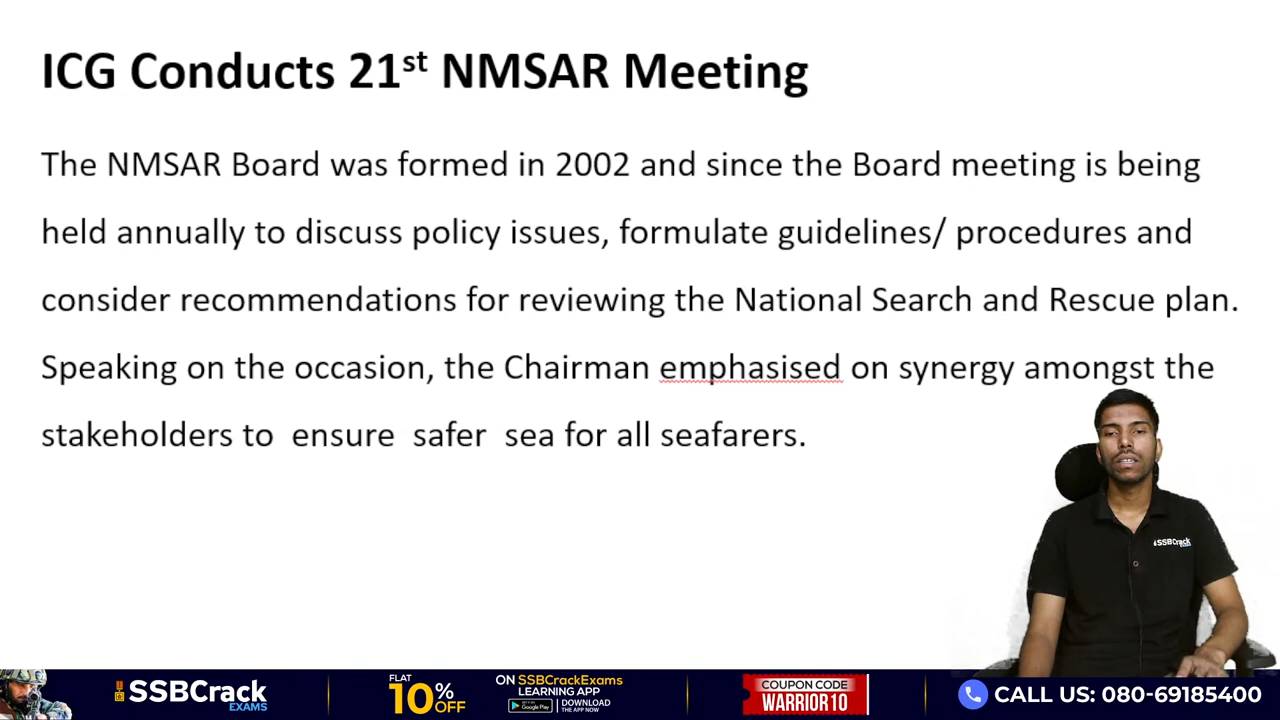 ICG Conducts 21st NMSAR Meeting
The NMSAR Board was formed in 2002 and since the Board meeting is being
held annually to discuss policy issues, formulate guidelines/ procedures and
consider recommendations for reviewing the National Search and Rescue plan.
Speaking on the occasion, the Chairman emphasised on synergy amongst the
stakeholders to ensure safer sea for all seafarers.
SSBCrack
EXAMS
SSBCrack
EXAMS
FLAT
10% OFF
ON SSBCrackExams
LEARNING APP
Google Play
DOWNLOAD
THE APP NOW
COUPON CODE
WARRIOR10
CALL US: 080-69185400